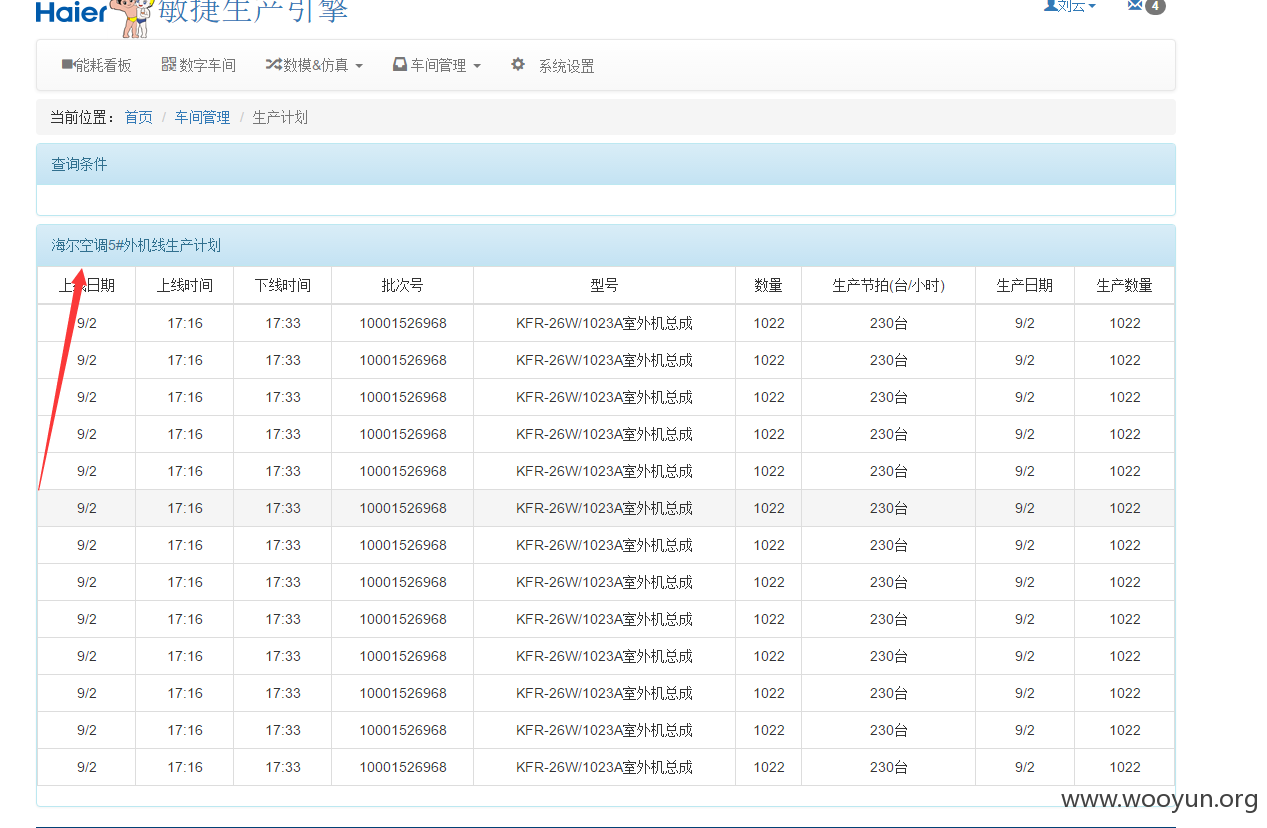 Haier 敏捷生产引擎 刘云 4
能耗看板 数字车间 数模&仿真 车间管理 系统设置
当前位置： 首页 / 车间管理 / 生产计划
查询条件
海尔空调5#外机线生产计划
上线日期 上线时间 下线时间 批次号 型号 数量 生产节拍(台/小时) 生产日期 生产数量
9/2 17:16 17:33 10001526968 KFR-26W/1023A室外机总成 1022 230台 9/2 1022
9/2 17:16 17:33 10001526968 KFR-26W/1023A室外机总成 1022 230台 9/2 1022
9/2 17:16 17:33 10001526968 KFR-26W/1023A室外机总成 1022 230台 9/2 1022
9/2 17:16 17:33 10001526968 KFR-26W/1023A室外机总成 1022 230台 9/2 1022
9/2 17:16 17:33 10001526968 KFR-26W/1023A室外机总成 1022 230台 9/2 1022
9/2 17:16 17:33 10001526968 KFR-26W/1023A室外机总成 1022 230台 9/2 1022
9/2 17:16 17:33 10001526968 KFR-26W/1023A室外机总成 1022 230台 9/2 1022
9/2 17:16 17:33 10001526968 KFR-26W/1023A室外机总成 1022 230台 9/2 1022
9/2 17:16 17:33 10001526968 KFR-26W/1023A室外机总成 1022 230台 9/2 1022
9/2 17:16 17:33 10001526968 KFR-26W/1023A室外机总成 1022 230台 9/2 1022
9/2 17:16 17:33 10001526968 KFR-26W/1023A室外机总成 1022 230台 9/2 1022
9/2 17:16 17:33 10001526968 KFR-26W/1023A室外机总成 1022 230台 9/2 1022
9/2 17:16 17:33 10001526968 KFR-26W/1023A室外机总成 1022 230台 9/2 1022
www.wooyun.org